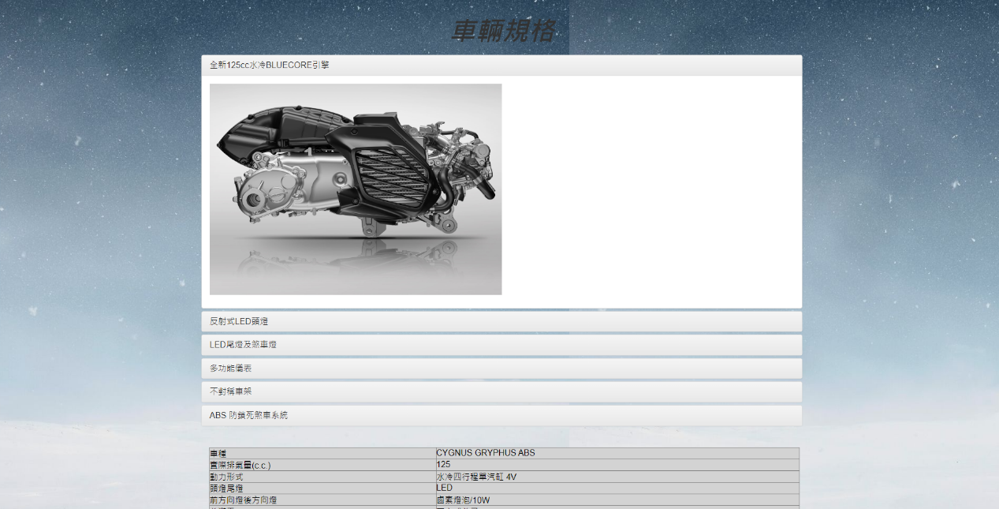 車輛規格
全新125cc水冷BLUECORE引擎
反射式LED頭燈
LED尾燈及煞車燈
多功能儀表
不對稱車架
ABS 防鎖死煞車系統
車種 CYGNUS GRYPHUS ABS
實際排氣量(c.c.) 125
動力形式 水冷四行程單汽缸 4V
頭燈尾燈 LED
前方向燈後方向燈 鹵素燈泡/10W